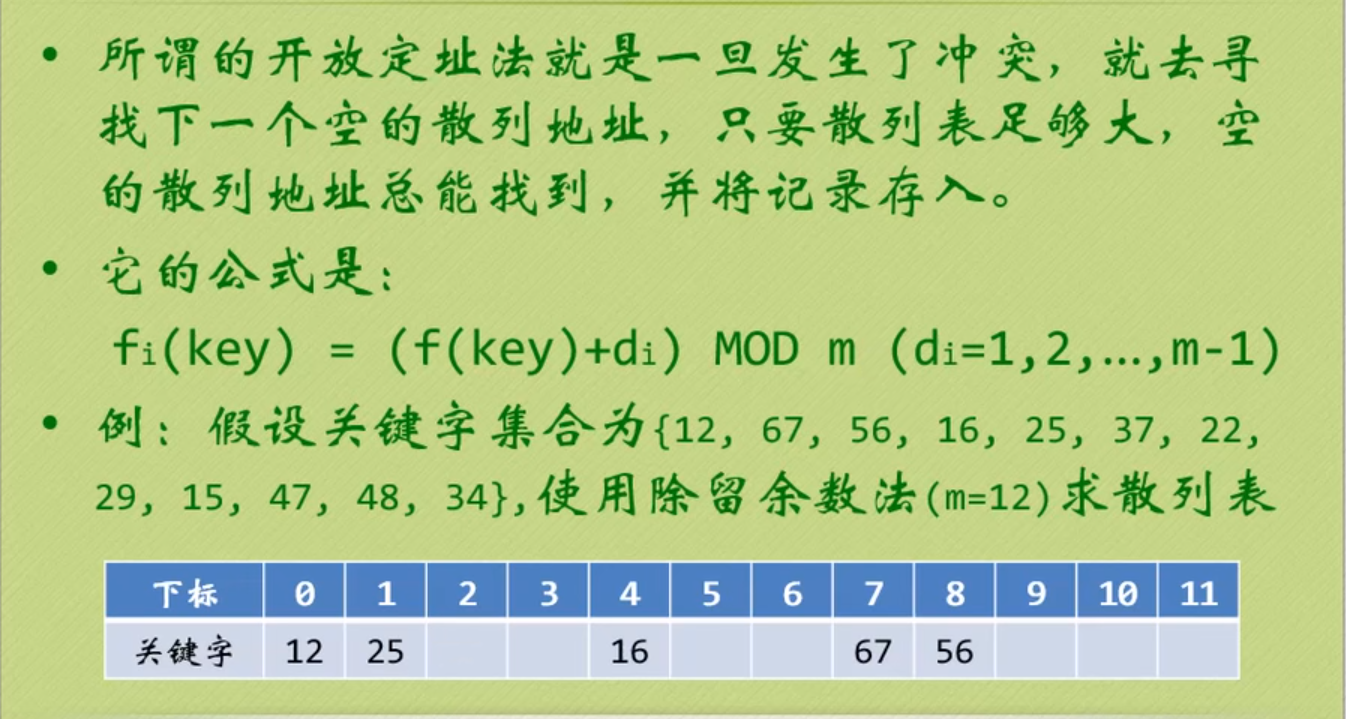 • 所谓的开放定址法就是一旦发生了冲突，就去寻
找下一个空的散列地址，只要散列表足够大，空
的散列地址总能找到，并将记录存入。
• 它的公式是：
fi(key) = (f(key)+di) MOD m (di=1,2,…,m-1)
• 例：假设关键字集合为{12, 67, 56, 16, 25, 37, 22,
29, 15, 47, 48, 34},使用除留余数法(m=12)求散列表
下标 0 1 2 3 4 5 6 7 8 9 10 11
关键字 12 25 16 67 56